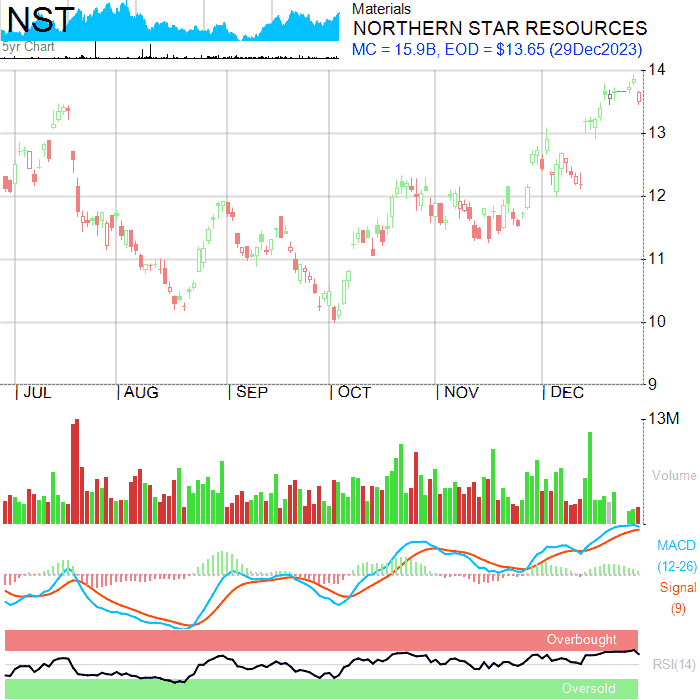 NST
5yr Chart
Materials
NORTHERN STAR RESOURCES
MC = 15.9B, EOD = $13.65 (29Dec2023)
14
13
12
11
10
9
JUL AUG SEP OCT NOV DEC
13M
Volume
MACD
(12-26)
Signal
(9)
Overbought
RSI(14)
Oversold